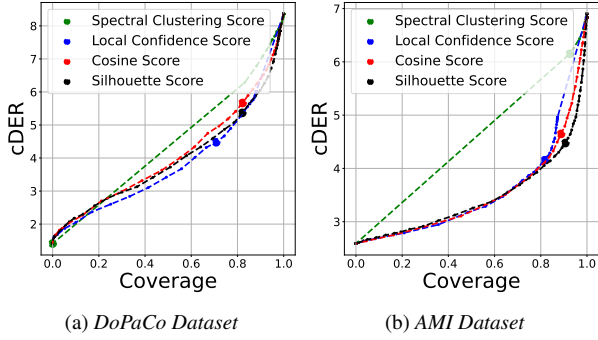 Spectral Clustering Score
Local Confidence Score
Cosine Score
Silhouette Score
8
7
6
5
4
3
2
cDER
0.0 0.2 0.4 0.6 0.8 1.0
Coverage
(a) DoPaCo Dataset
Spectral Clustering Score
Local Confidence Score
Cosine Score
Silhouette Score
7
6
5
4
3
cDER
0.0 0.2 0.4 0.6 0.8 1.0
Coverage
(b) AMI Dataset